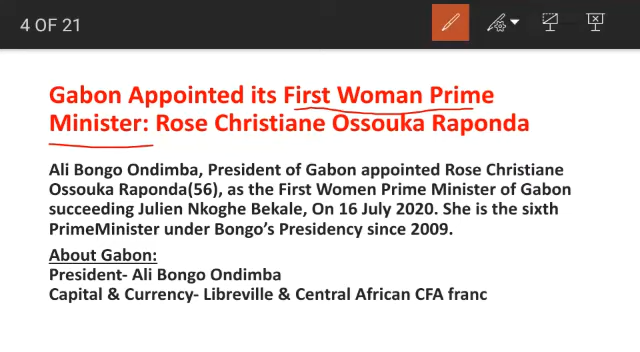 4 OF 21
Gabon Appointed its First Woman Prime
Minister: Rose Christiane Ossouka Raponda
Ali Bongo Ondimba, President of Gabon appointed Rose Christiane
Ossouka Raponda(56), as the First Women Prime Minister of Gabon
succeeding Julien Nkoghe Bekale, On 16 July 2020. She is the sixth
PrimeMinister under Bongo's Presidency since 2009.
About Gabon:
President- Ali Bongo Ondimba
Capital & Currency- Libreville & Central African CFA franc